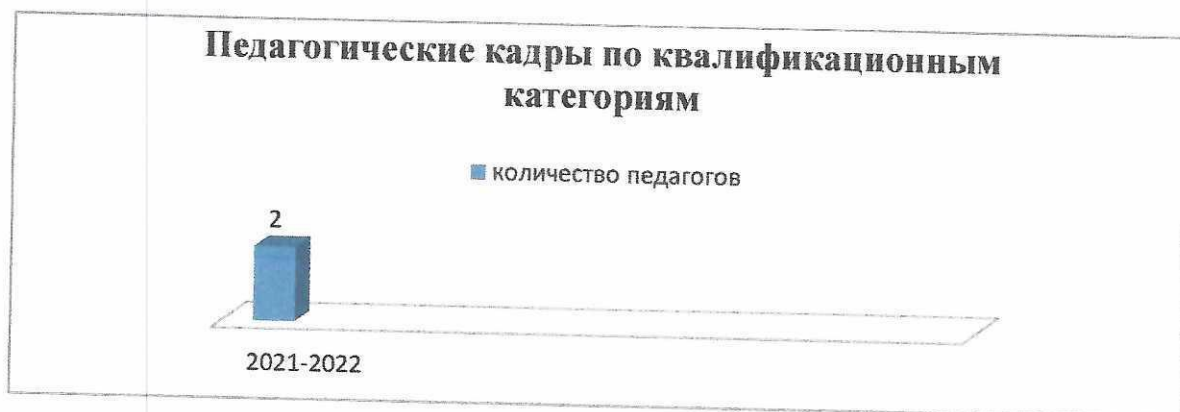 Педагогические кадры по квалификационным
категориям
количество педагогов
2
2021-2022